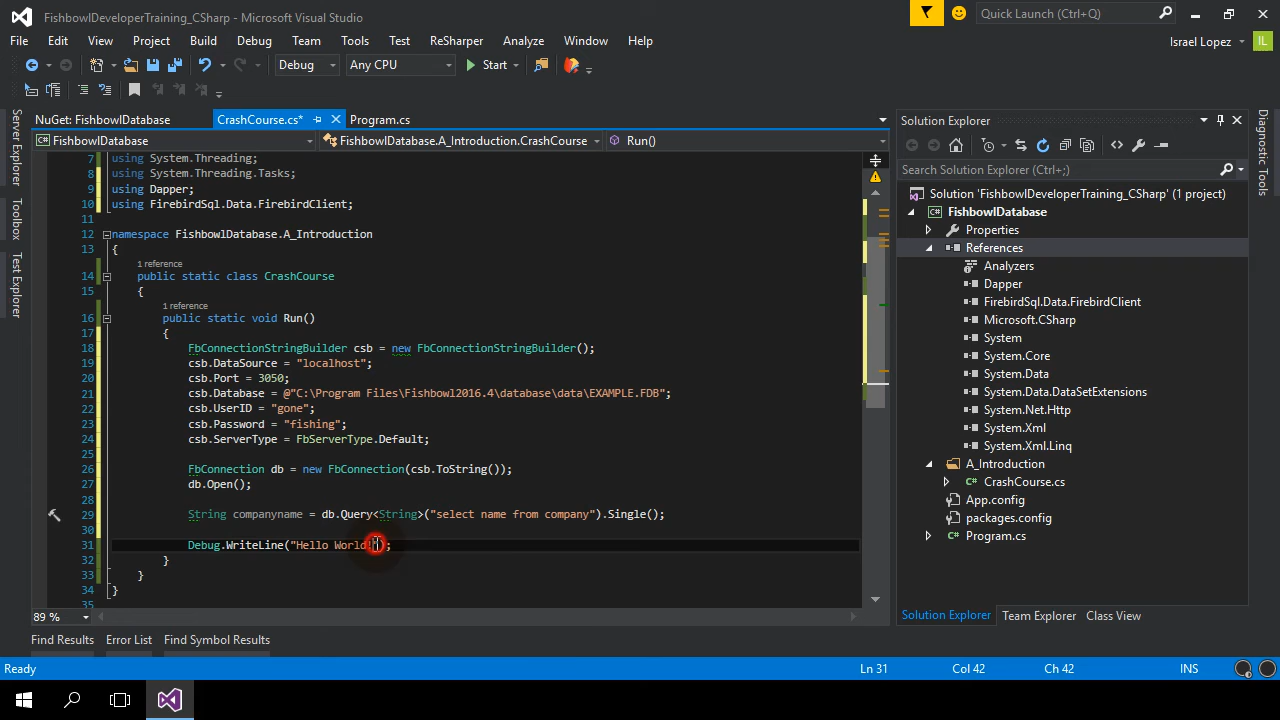 FishbowlDeveloperTraining_CSharp - Microsoft Visual Studio
Quick Launch (Ctrl+Q)
File Edit View Project Build Debug Team Tools Test ReSharper Analyze Window Help
Israel Lopez
IL
Debug
Any CPU
Start
NuGet: FishbowlDatabase
CrashCourse.cs*
Program.cs
FishbowlDatabase
FishbowlDatabase.A_Introduction.CrashCourse
Run()
Server Explorer
Toolbox
Test Explorer
7 using System.Threading;
8 using System.Threading.Tasks;
9 using Dapper;
10 using FirebirdSql.Data.FirebirdClient;
11
12 namespace FishbowlDatabase.A_Introduction
13 {
1 reference
14 public static class CrashCourse
15 {
1 reference
16 public static void Run()
17 {
18 FbConnectionStringBuilder csb = new FbConnectionStringBuilder();
19 csb.DataSource = "localhost";
20 csb.Port = 3050;
21 csb.Database = @"C:\Program Files\Fishbowl2016.4\database\data\EXAMPLE.FDB";
22 csb.UserID = "gone";
23 csb.Password = "fishing";
24 csb.ServerType = FbServerType.Default;
25
26 FbConnection db = new FbConnection(csb.ToString());
27 db.Open();
28
29 String companyname = db.Query<String>("select name from company").Single();
30
31 Debug.WriteLine("Hello World!");
32 }
33 }
34 }
35
89 %
Solution Explorer
Search Solution Explorer (Ctrl+;)
Solution 'FishbowlDeveloperTraining_CSharp' (1 project)
FishbowlDatabase
Properties
References
Analyzers
Dapper
FirebirdSql.Data.FirebirdClient
Microsoft.CSharp
System
System.Core
System.Data
System.Data.DataSetExtensions
System.Net.Http
System.Xml
System.Xml.Linq
A_Introduction
CrashCourse.cs
App.config
packages.config
Program.cs
Solution Explorer Team Explorer Class View
Diagnostic Tools
Find Results Error List Find Symbol Results
Ready
Ln 31 Col 42 Ch 42 INS